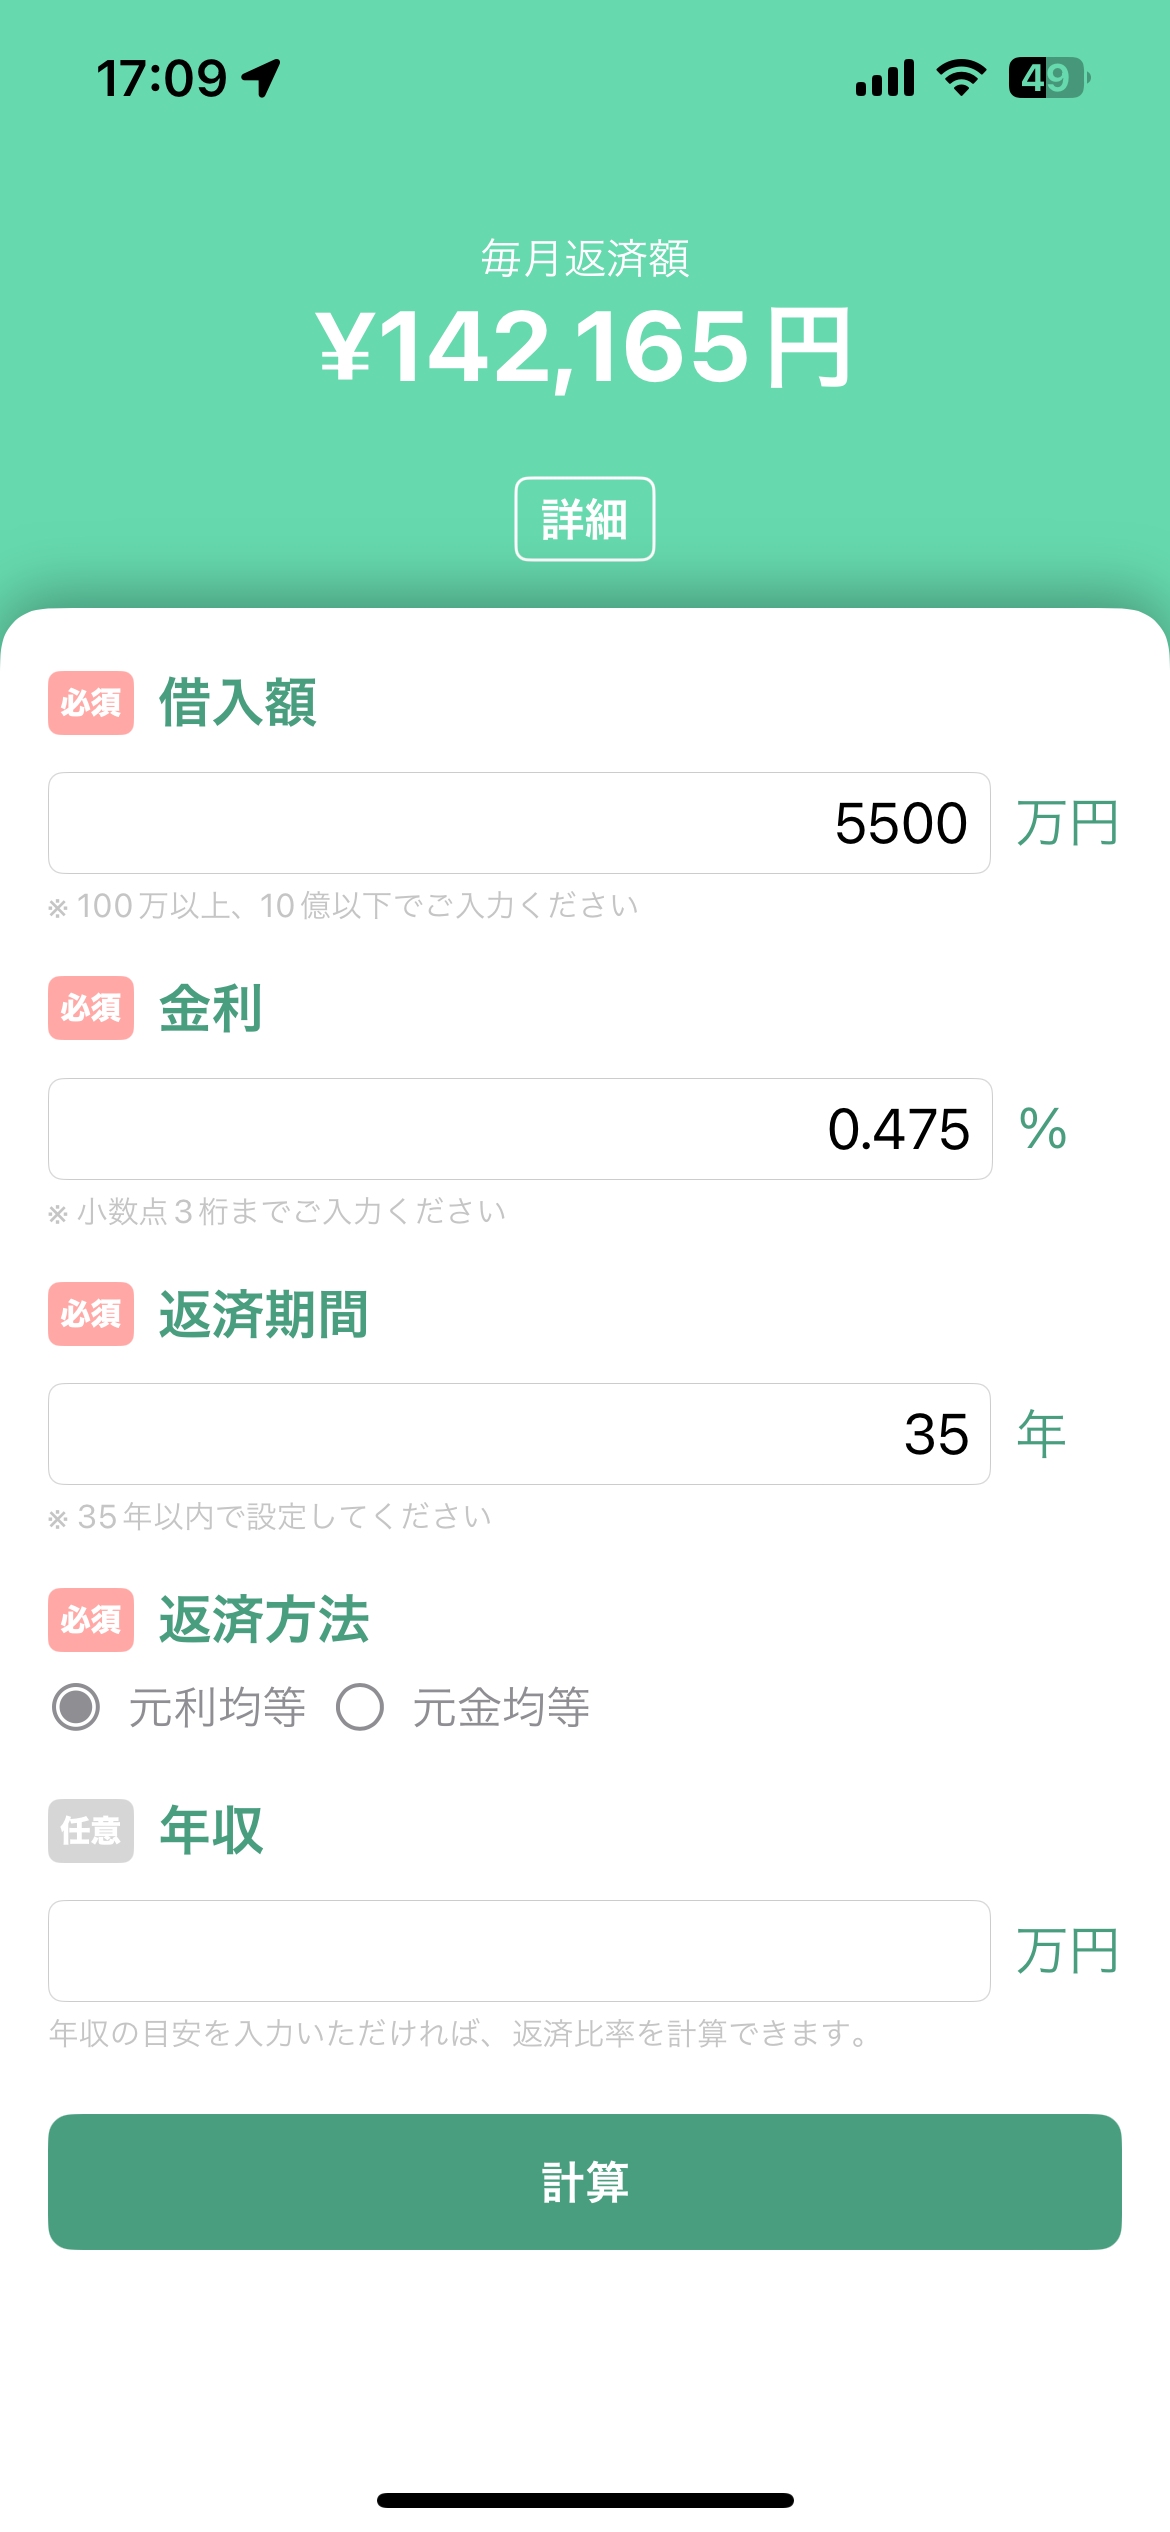 17:09
49
毎月返済額
¥142,165円
詳細
必須 借入額
5500 万円
※ 100万以上、10億以下でご入力ください
必須 金利
0.475 %
※ 小数点3桁までご入力ください
必須 返済期間
35 年
※ 35年以内で設定してください
必須 返済方法
元利均等 元金均等
任意 年収
万円
年収の目安を入力いただければ、返済比率を計算できます。
計算